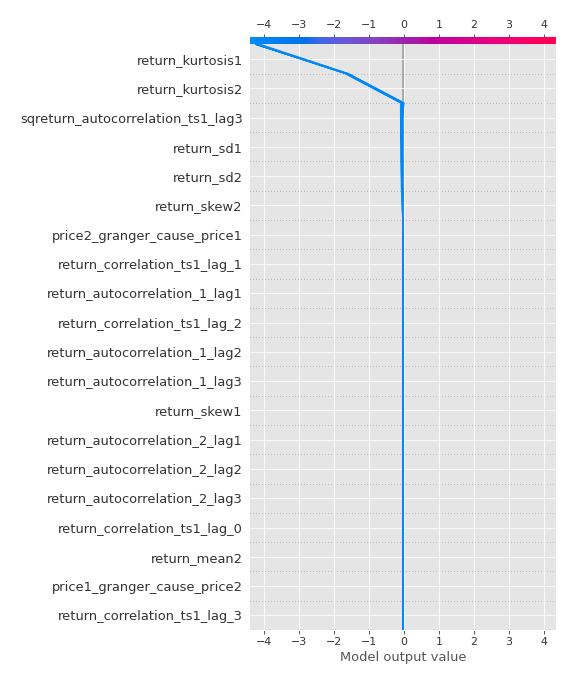 −4 −3 −2 −1 0 1 2 3 4
return_kurtosis1
return_kurtosis2
sqreturn_autocorrelation_ts1_lag3
return_sd1
return_sd2
return_skew2
price2_granger_cause_price1
return_correlation_ts1_lag_1
return_autocorrelation_1_lag1
return_correlation_ts1_lag_2
return_autocorrelation_1_lag2
return_autocorrelation_1_lag3
return_skew1
return_autocorrelation_2_lag1
return_autocorrelation_2_lag2
return_autocorrelation_2_lag3
return_correlation_ts1_lag_0
return_mean2
price1_granger_cause_price2
return_correlation_ts1_lag_3
−4 −3 −2 −1 0 1 2 3 4
Model output value